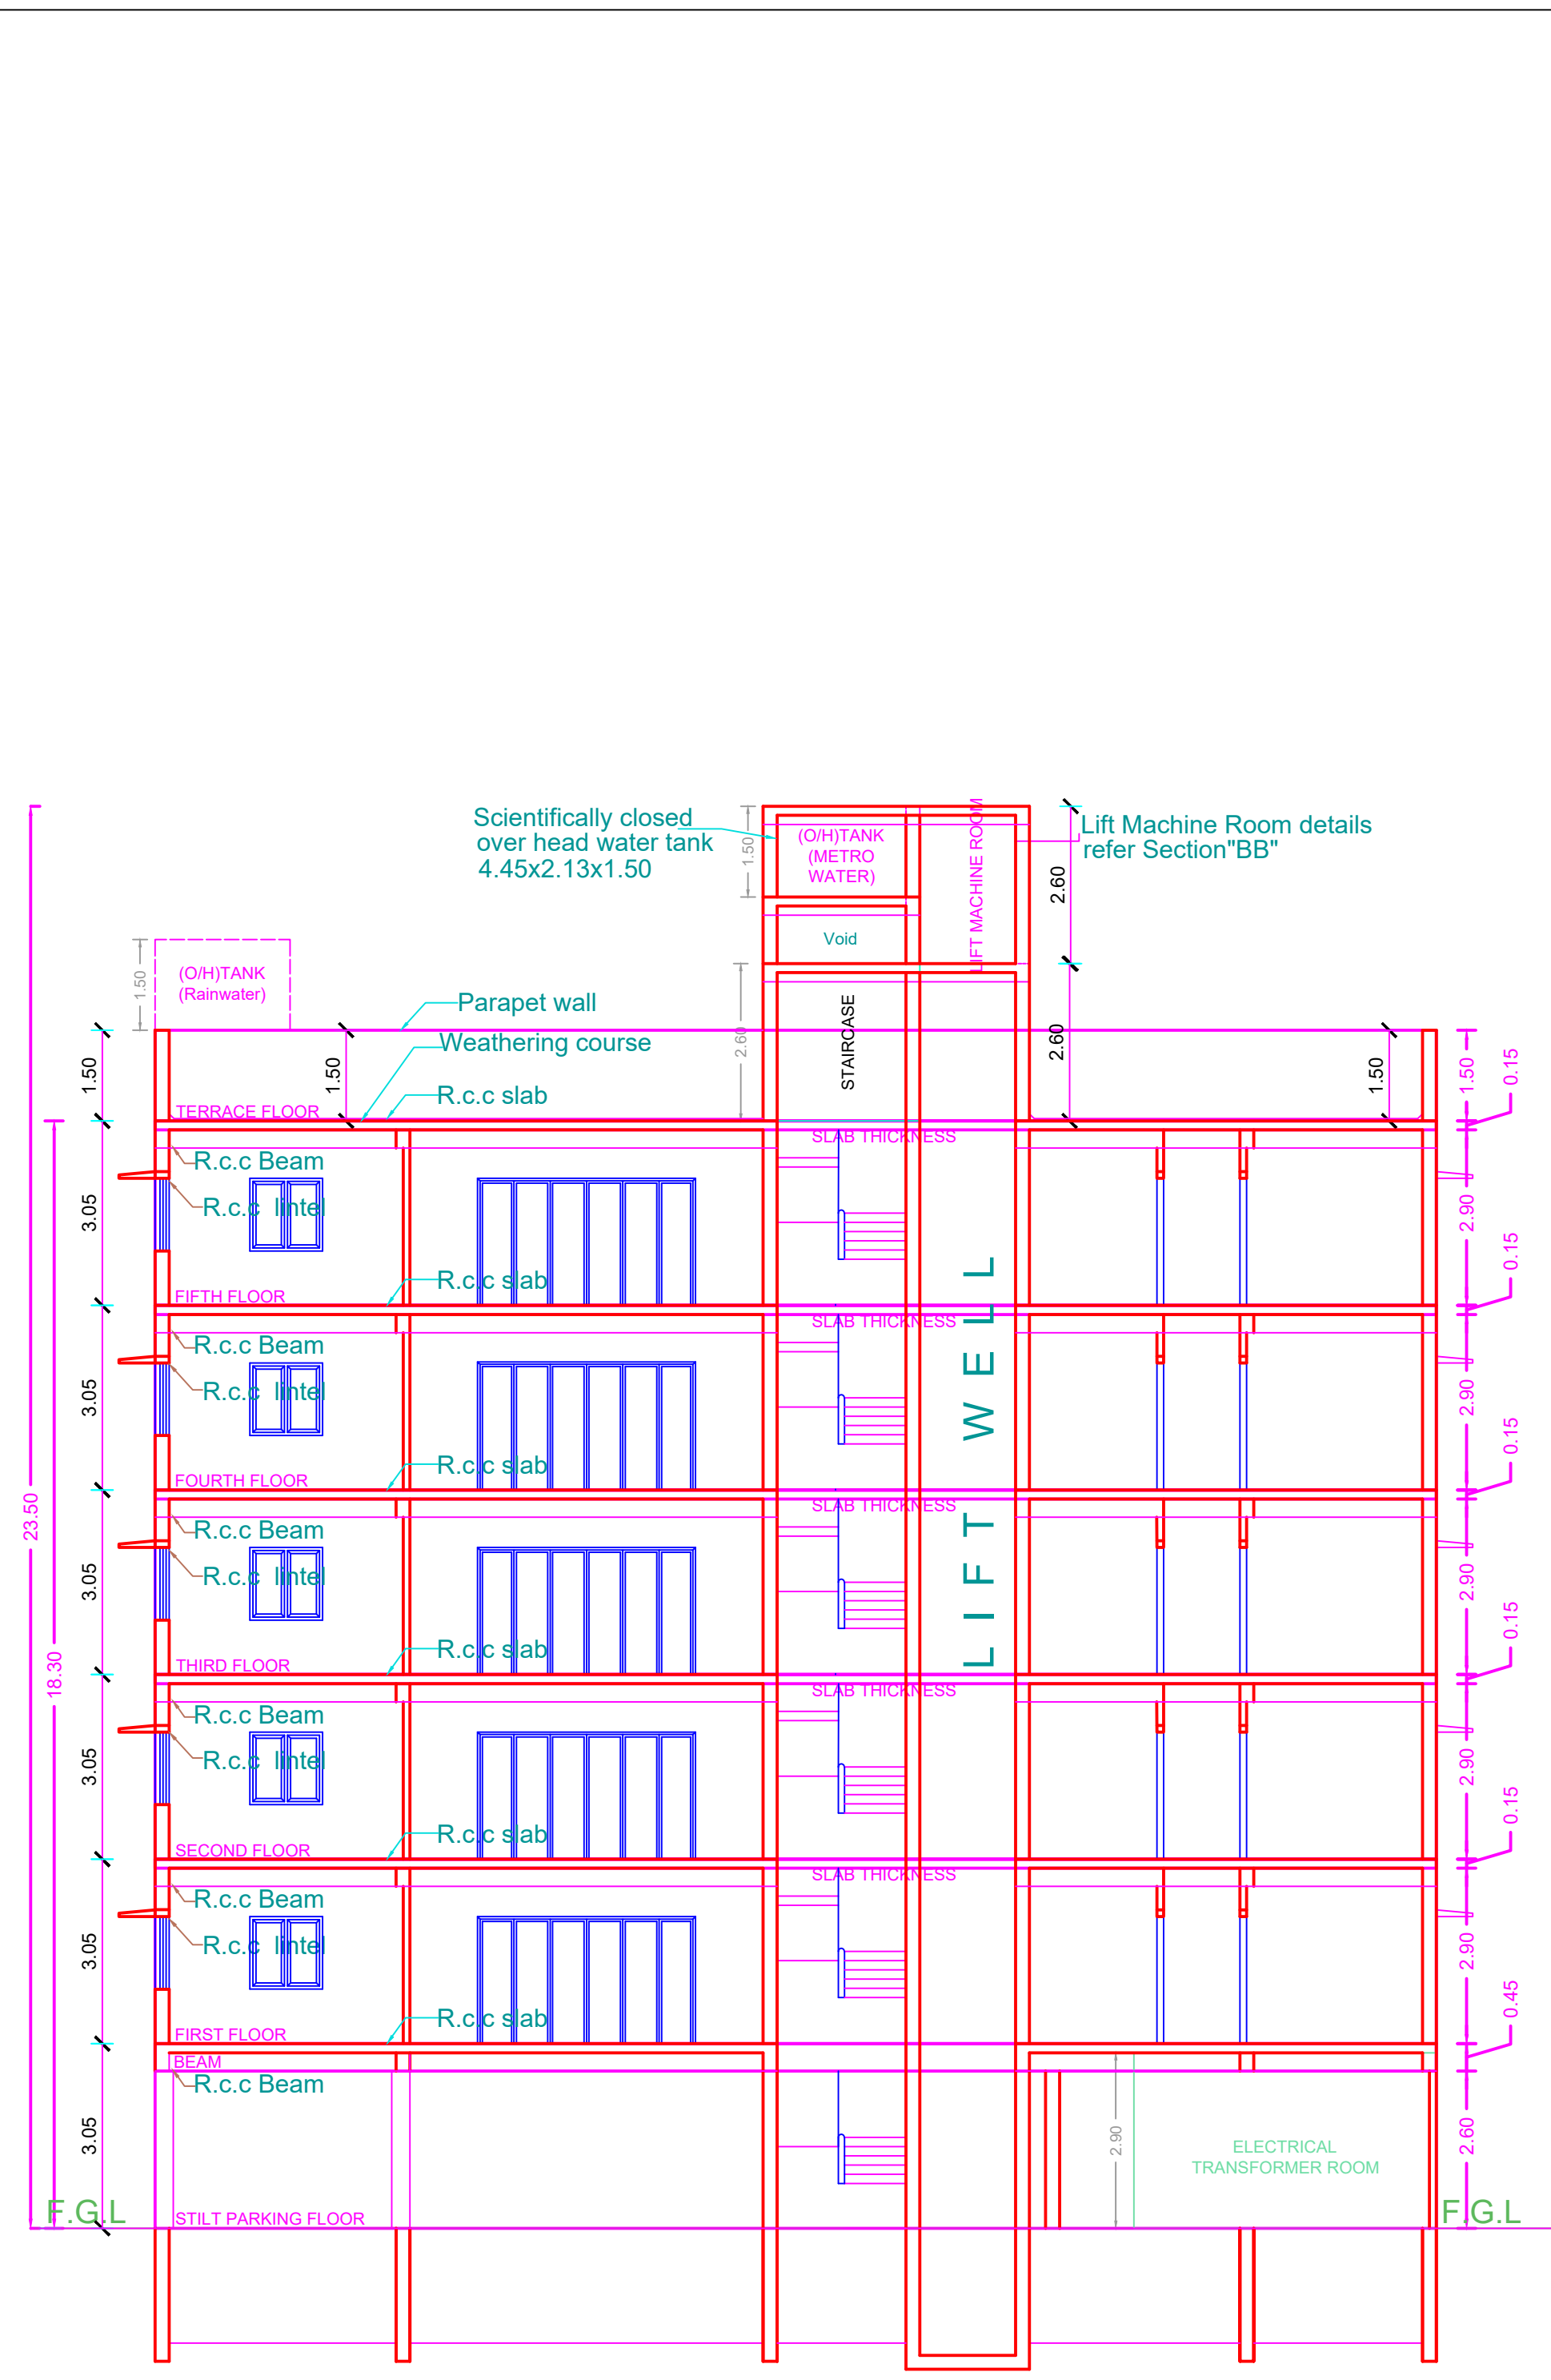 Scientifically closed
over head water tank
4.45x2.13x1.50
1.50
(O/H)TANK
(METRO
WATER)
LIFT MACHINE ROOM
2.60
Lift Machine Room details
refer Section"BB"
Void
1.50
(O/H)TANK
(Rainwater)
Parapet wall
Weathering course
R.c.c slab
2.60
STAIRCASE
2.60
1.50
1.50
1.50
1.50
0.15
TERRACE FLOOR
SLAB THICKNESS
R.c.c Beam
R.c.c lintel
3.05
2.90
0.15
R.c.c slab
FIFTH FLOOR
SLAB THICKNESS
R.c.c Beam
R.c.c lintel
3.05
2.90
0.15
R.c.c slab
FOURTH FLOOR
SLAB THICKNESS
LIFT WELL
23.50
18.30
R.c.c Beam
R.c.c lintel
3.05
2.90
0.15
R.c.c slab
THIRD FLOOR
SLAB THICKNESS
R.c.c Beam
R.c.c lintel
3.05
2.90
0.15
R.c.c slab
SECOND FLOOR
SLAB THICKNESS
R.c.c Beam
R.c.c lintel
3.05
2.90
0.45
R.c.c slab
FIRST FLOOR
BEAM
R.c.c Beam
3.05
2.90
2.60
ELECTRICAL
TRANSFORMER ROOM
F.G.L
STILT PARKING FLOOR
F.G.L